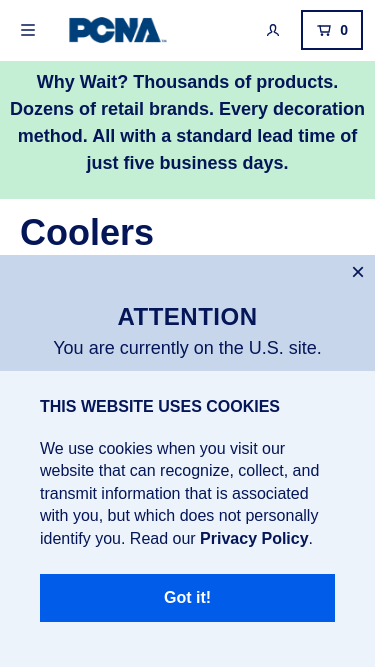 PCNA
0
Why Wait? Thousands of products.
Dozens of retail brands. Every decoration
method. All with a standard lead time of
just five business days.
Coolers
ATTENTION
You are currently on the U.S. site.
THIS WEBSITE USES COOKIES
We use cookies when you visit our
website that can recognize, collect, and
transmit information that is associated
with you, but which does not personally
identify you. Read our Privacy Policy.
Got it!